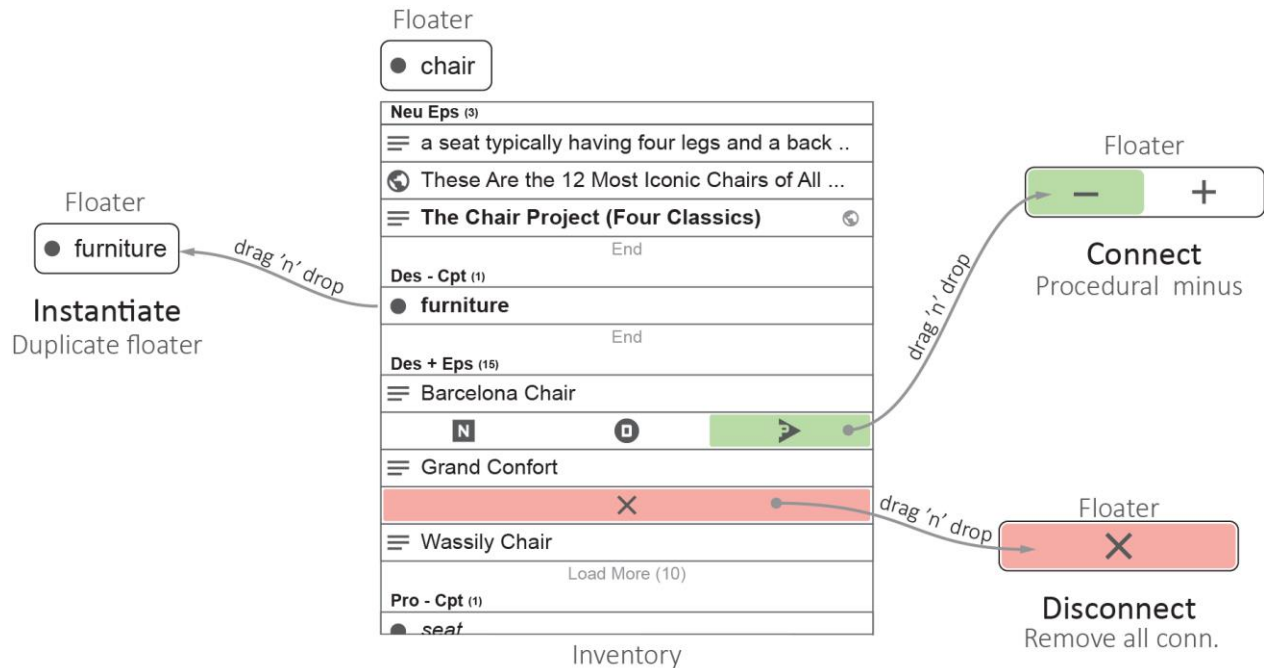 Floater
chair
Neu Eps (3)
a seat typically having four legs and a back ..
These Are the 12 Most Iconic Chairs of All ...
The Chair Project (Four Classics)
End
Des - Cpt (1)
furniture
End
Des + Eps (15)
Barcelona Chair
N
D
P
Grand Confort
Wassily Chair
Load More (10)
Pro - Cpt (1)
seat
Inventory
Floater
furniture
Instantiate
Duplicate floater
drag 'n' drop
Floater
− +
Connect
Procedural minus
drag 'n' drop
Floater
Disconnect
Remove all conn.
drag 'n' drop